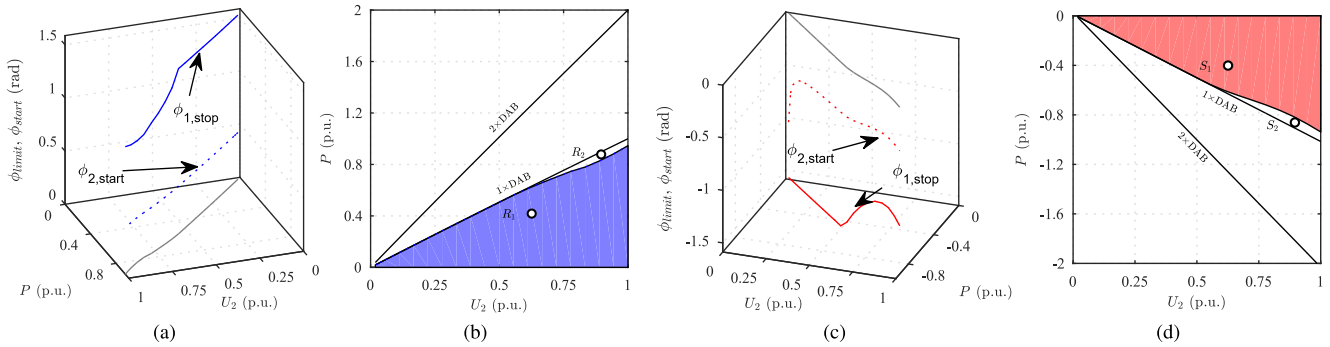 1.5
1
0.5
0
0
0.4
0.8
1
0.75
0.5
0.25
0
ϕlimit, ϕstart (rad)
P (p.u.)
U2 (p.u.)
ϕ1,stop
ϕ2,start
(a)
2
1.6
1.2
0.8
0.4
0
0
0.25
0.5
0.75
1
P (p.u.)
U2 (p.u.)
2×DAB
1×DAB
R2
R1
(b)
0
-0.5
-1
-1.5
0
0.25
0.5
0.75
1
-0.8
-0.4
0
ϕlimit, ϕstart (rad)
U2 (p.u.)
P (p.u.)
ϕ2,start
ϕ1,stop
(c)
0
-0.4
-0.8
-1.2
-1.6
-2
0
0.25
0.5
0.75
1
P (p.u.)
U2 (p.u.)
S1
1×DAB
S2
2×DAB
(d)